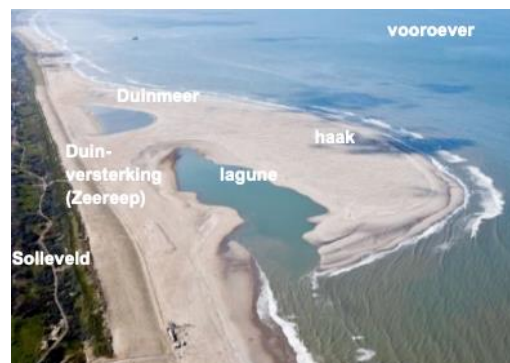 vooroever
Duinmeer
haak
Duin-
versterking
(Zeereep)
lagune
Solleveld